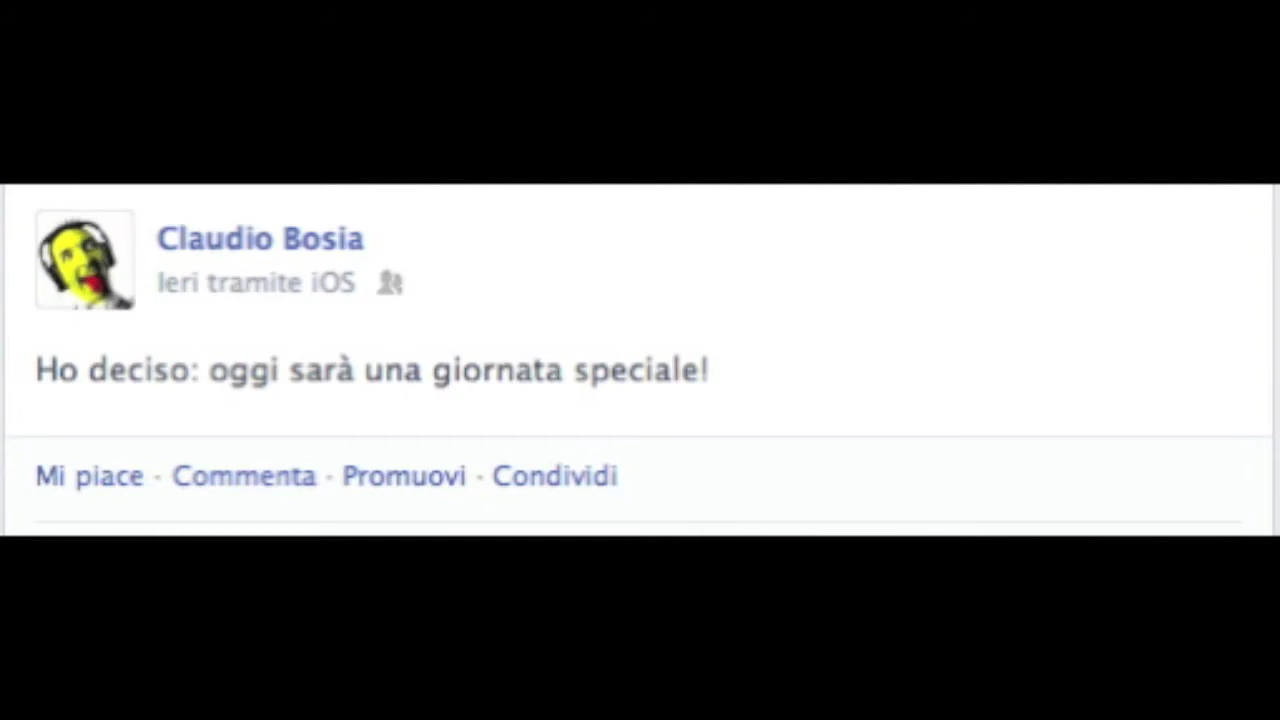 Claudio Bosia
Ieri tramite iOS
Ho deciso: oggi sarà una giornata speciale!
Mi piace · Commenta · Promuovi · Condividi